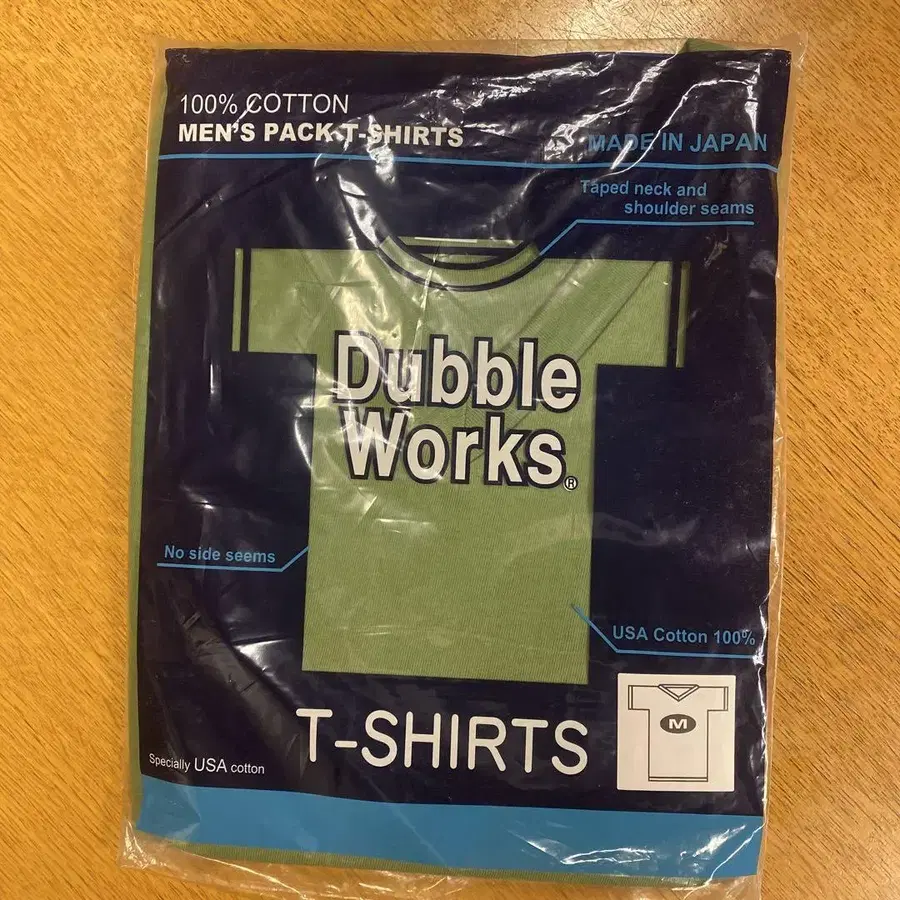 100% COTTON
MEN'S PACK T-SHIRTS
MADE IN JAPAN
Taped neck and
shoulder seams
Dubble
Works®
No side seems
USA Cotton 100%
T-SHIRTS
M
Specially USA cotton